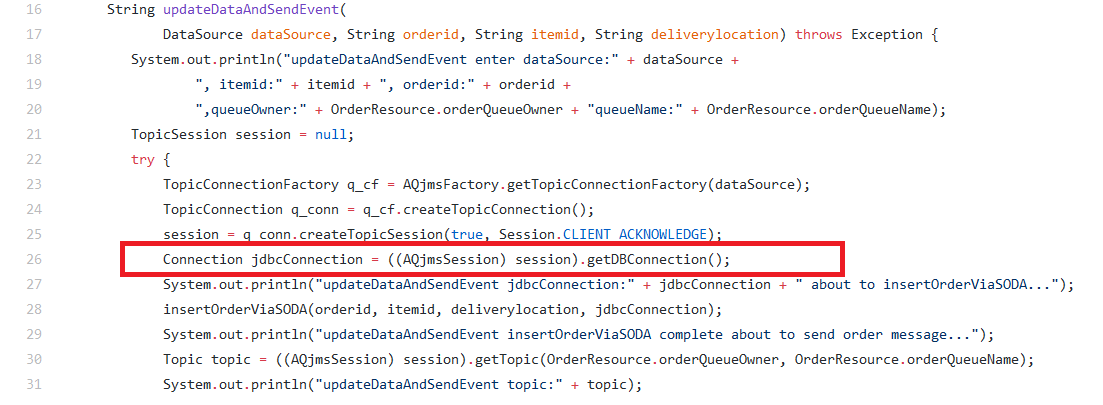 16 String updateDataAndSendEvent(
17 DataSource dataSource, String orderid, String itemid, String deliverylocation) throws Exception {
18 System.out.println("updateDataAndSendEvent enter dataSource:" + dataSource +
19 ", itemid:" + itemid + ", orderid:" + orderid +
20 ",queueOwner:" + OrderResource.orderQueueOwner + "queueName:" + OrderResource.orderQueueName);
21 TopicSession session = null;
22 try {
23 TopicConnectionFactory q_cf = AQjmsFactory.getTopicConnectionFactory(dataSource);
24 TopicConnection q_conn = q_cf.createTopicConnection();
25 session = q_conn.createTopicSession(true, Session.CLIENT_ACKNOWLEDGE);
26 Connection jdbcConnection = ((AQjmsSession) session).getDBConnection();
27 System.out.println("updateDataAndSendEvent jdbcConnection:" + jdbcConnection + " about to insertOrderViaSODA...");
28 insertOrderViaSODA(orderid, itemid, deliverylocation, jdbcConnection);
29 System.out.println("updateDataAndSendEvent insertOrderViaSODA complete about to send order message...");
30 Topic topic = ((AQjmsSession) session).getTopic(OrderResource.orderQueueOwner, OrderResource.orderQueueName);
31 System.out.println("updateDataAndSendEvent topic:" + topic);